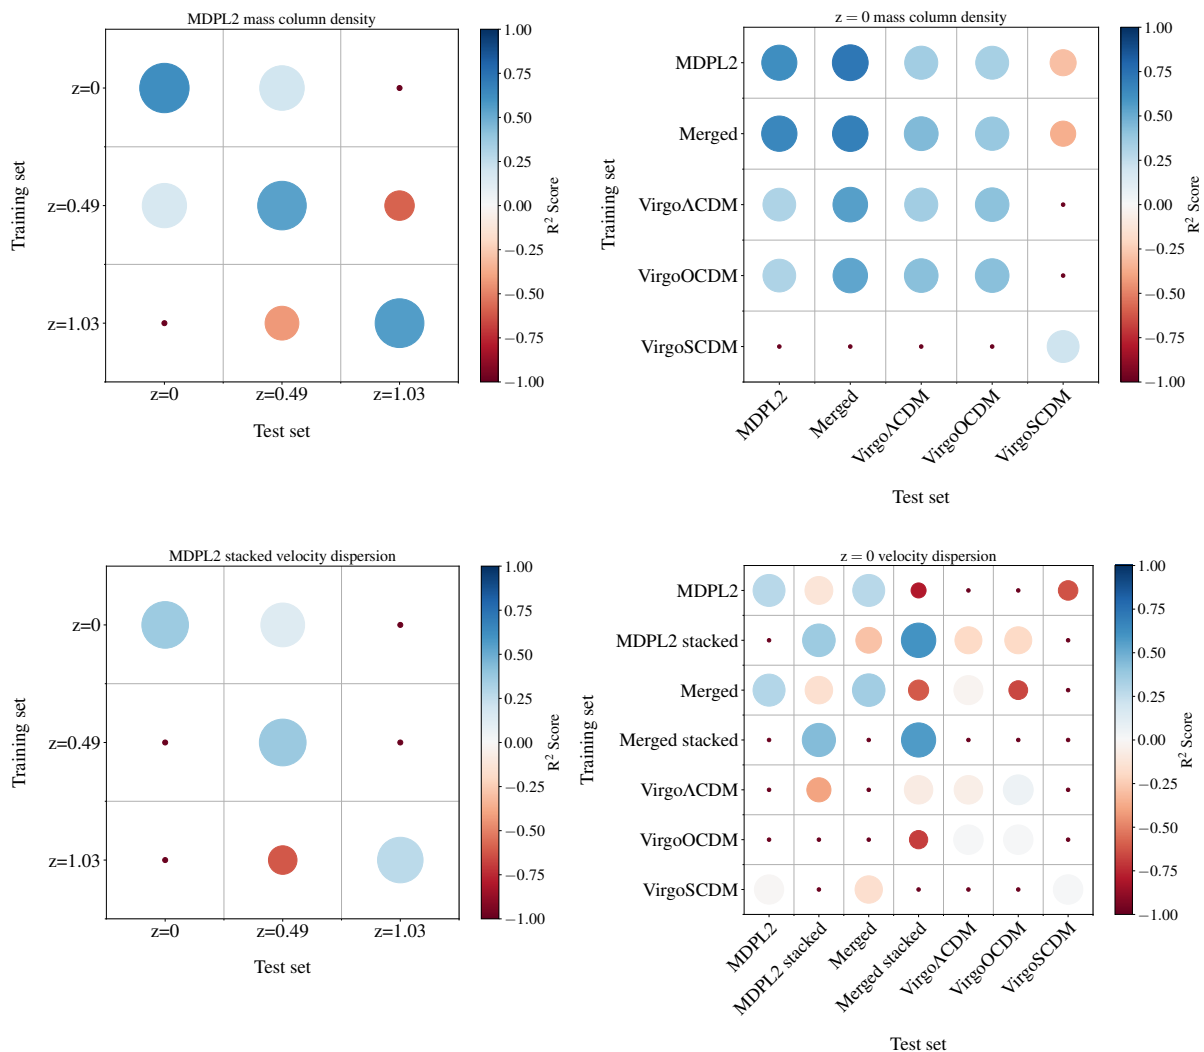 MDPL2 mass column density
z=0
z=0.49
z=1.03
Training set
z=0 z=0.49 z=1.03
Test set
1.00
0.75
0.50
0.25
0.00
−0.25
−0.50
−0.75
−1.00
R² Score
z = 0 mass column density
MDPL2
Merged
VirgoΛCDM
VirgoOCDM
VirgoSCDM
Training set
MDPL2 Merged VirgoΛCDM VirgoOCDM VirgoSCDM
Test set
1.00
0.75
0.50
0.25
0.00
−0.25
−0.50
−0.75
−1.00
R² Score
MDPL2 stacked velocity dispersion
z=0
z=0.49
z=1.03
Training set
z=0 z=0.49 z=1.03
Test set
1.00
0.75
0.50
0.25
0.00
−0.25
−0.50
−0.75
−1.00
R² Score
z = 0 velocity dispersion
MDPL2
MDPL2 stacked
Merged
Merged stacked
VirgoΛCDM
VirgoOCDM
VirgoSCDM
Training set
MDPL2 MDPL2 stacked Merged Merged stacked VirgoΛCDM VirgoOCDM VirgoSCDM
Test set
1.00
0.75
0.50
0.25
0.00
−0.25
−0.50
−0.75
−1.00
R² Score